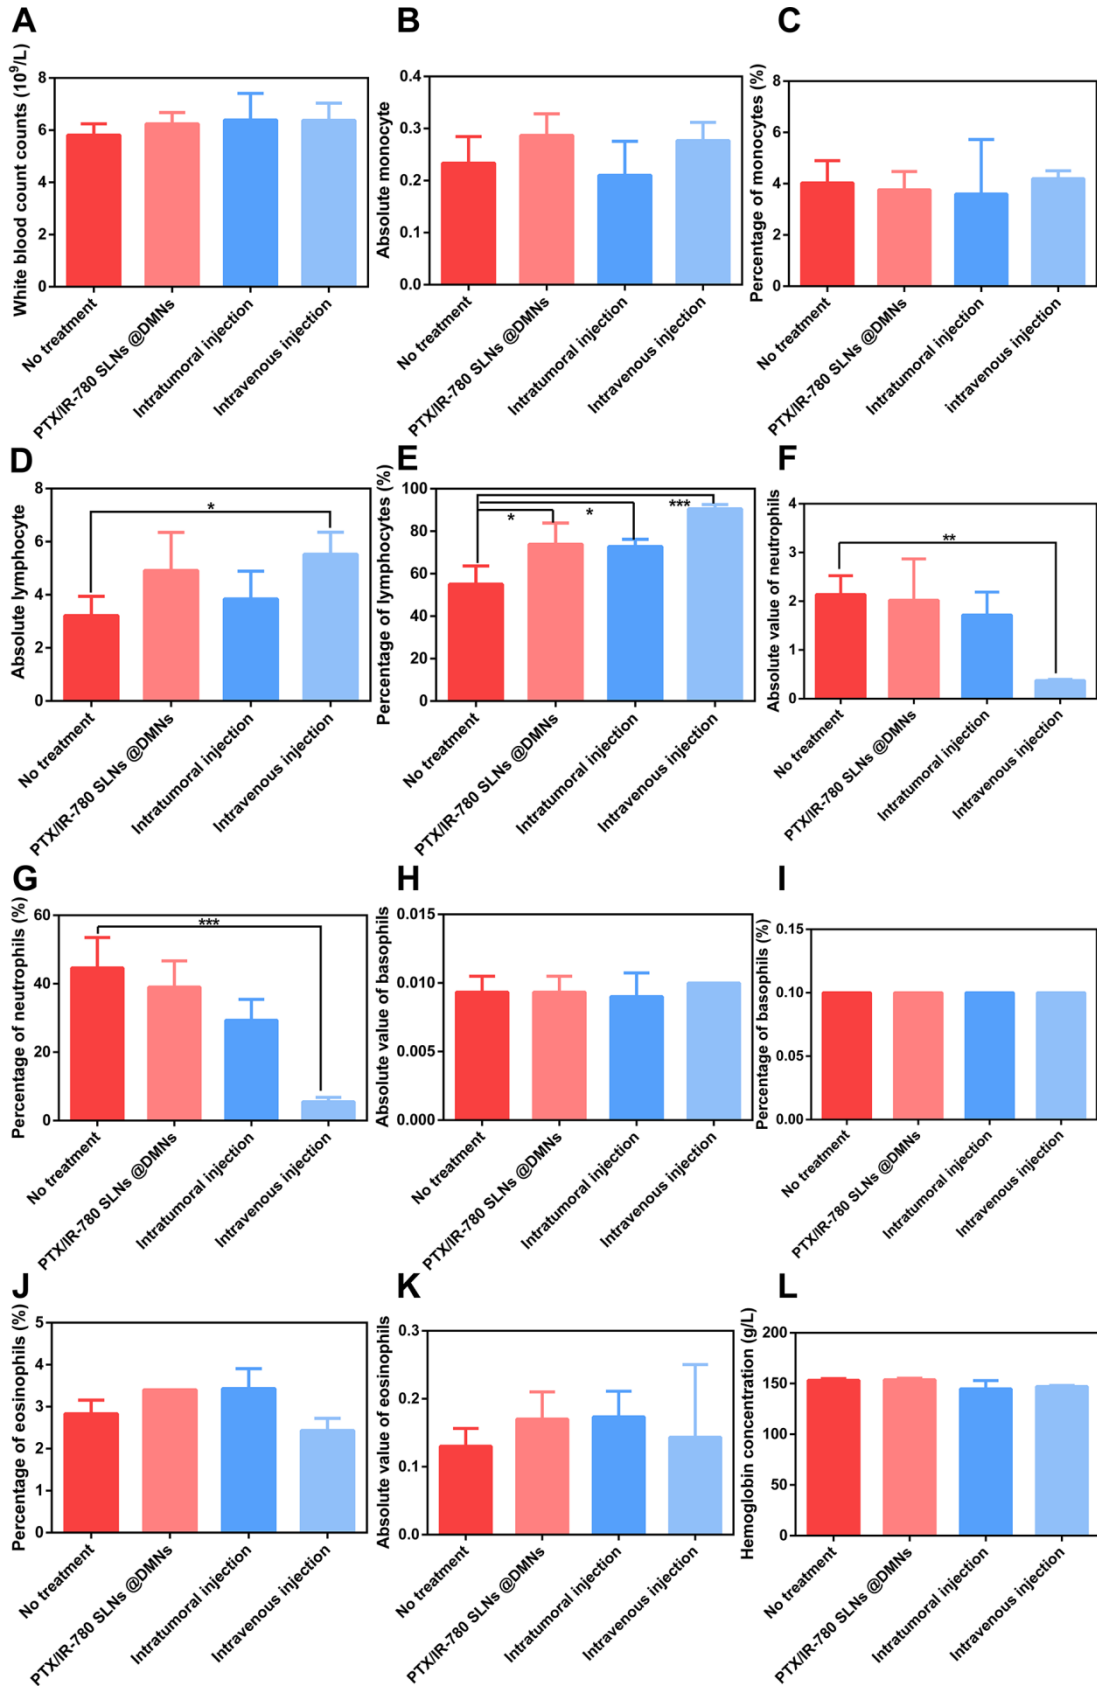 A
White blood count counts (10⁹/L)
8
6
4
2
0
No treatment
PTX/IR-780 SLNs @DMNs
Intratumoral injection
Intravenous injection
B
Absolute monocyte
0.4
0.3
0.2
0.1
0.0
No treatment
PTX/IR-780 SLNs @DMNs
Intratumoral injection
Intravenous injection
C
Percentage of monocytes (%)
8
6
4
2
0
No treatment
PTX/IR-780 SLNs @DMNs
Intratumoral injection
intravenous injection
D
Absolute lymphocyte
8
6
4
2
0
*
No treatment
PTX/IR-780 SLNs @DMNs
Intratumoral injection
Intravenous injection
E
Percentage of lymphocytes (%)
100
80
60
40
20
0
*
*
***
No treatment
PTX/IR-780 SLNs @DMNs
Intratumoral injection
Intravenous injection
F
Absolute value of neutrophils
4
3
2
1
0
**
No treatment
PTX/IR-780 SLNs @DMNs
Intratumoral injection
Intravenous injection
G
Percentage of neutrophils (%)
60
40
20
0
***
No treatment
PTX/IR-780 SLNs @DMNs
Intratumoral injection
Intravenous injection
H
Absolute value of basophils
0.015
0.010
0.005
0.000
No treatment
PTX/IR-780 SLNs @DMNs
Intratumoral injection
Intravenous injection
I
Percentage of basophils (%)
0.15
0.10
0.05
0.00
No treatment
PTX/IR-780 SLNs @DMNs
Intratumoral injection
Intravenous injection
J
Percentage of eosinophils (%)
5
4
3
2
1
0
No treatment
PTX/IR-780 SLNs @DMNs
Intratumoral injection
Intravenous injection
K
Absolute value of eosinophils
0.3
0.2
0.1
0.0
No treatment
PTX/IR-780 SLNs @DMNs
Intratumoral injection
Intravenous injection
L
Hemoglobin concentration (g/L)
200
150
100
50
0
No treatment
PTX/IR-780 SLNs @DMNs
Intratumoral injection
Intravenous injection